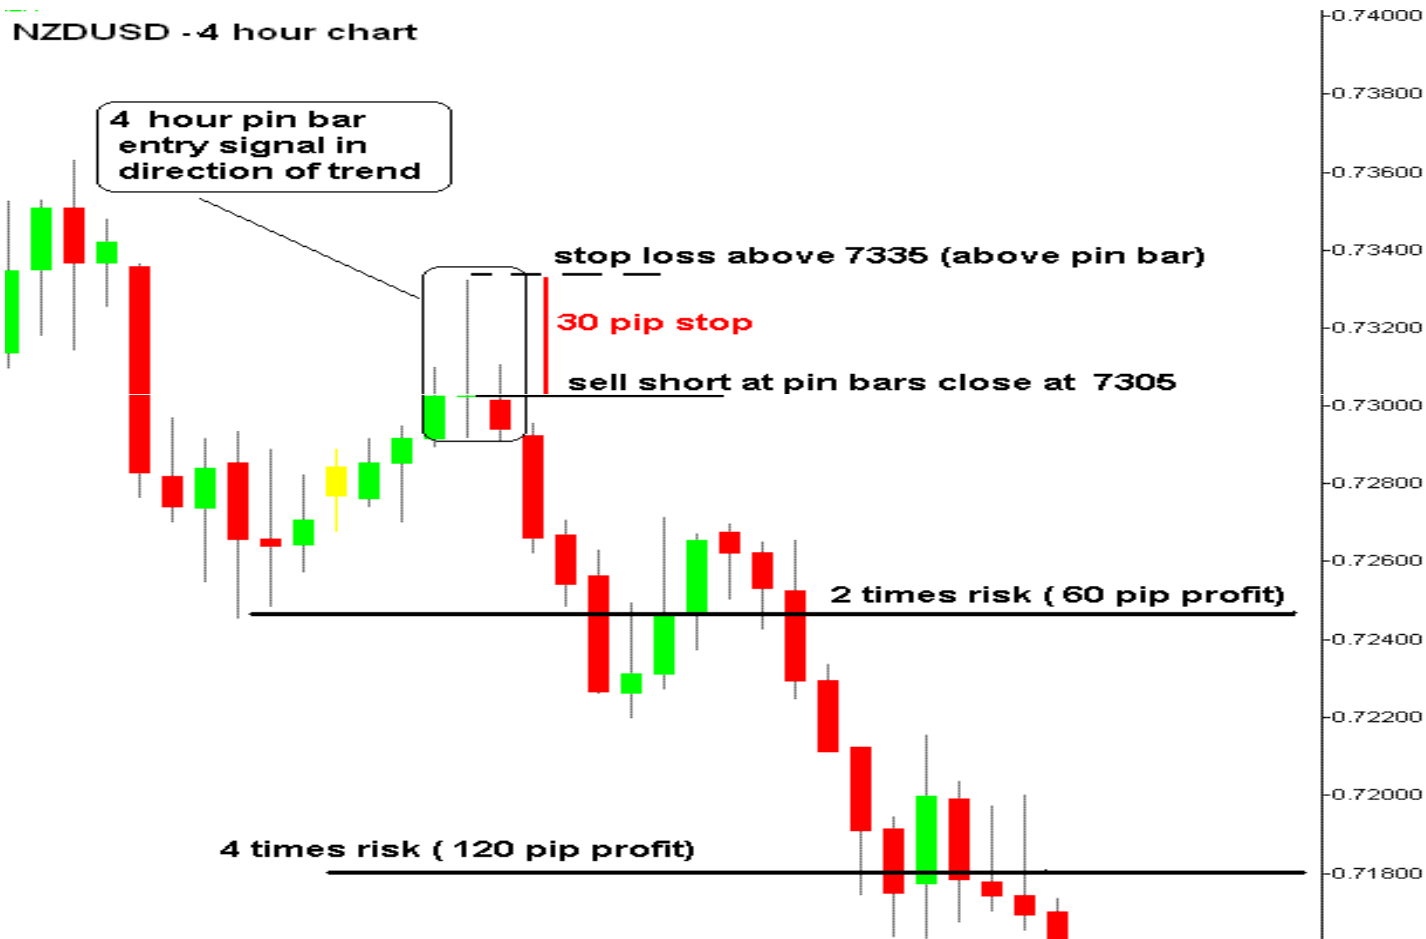 NZDUSD - 4 hour chart
4 hour pin bar
entry signal in
direction of trend
stop loss above 7335 (above pin bar)
30 pip stop
sell short at pin bars close at 7305
2 times risk ( 60 pip profit)
4 times risk ( 120 pip profit)
0.74000
0.73800
0.73600
0.73400
0.73200
0.73000
0.72800
0.72600
0.72400
0.72200
0.72000
0.71800